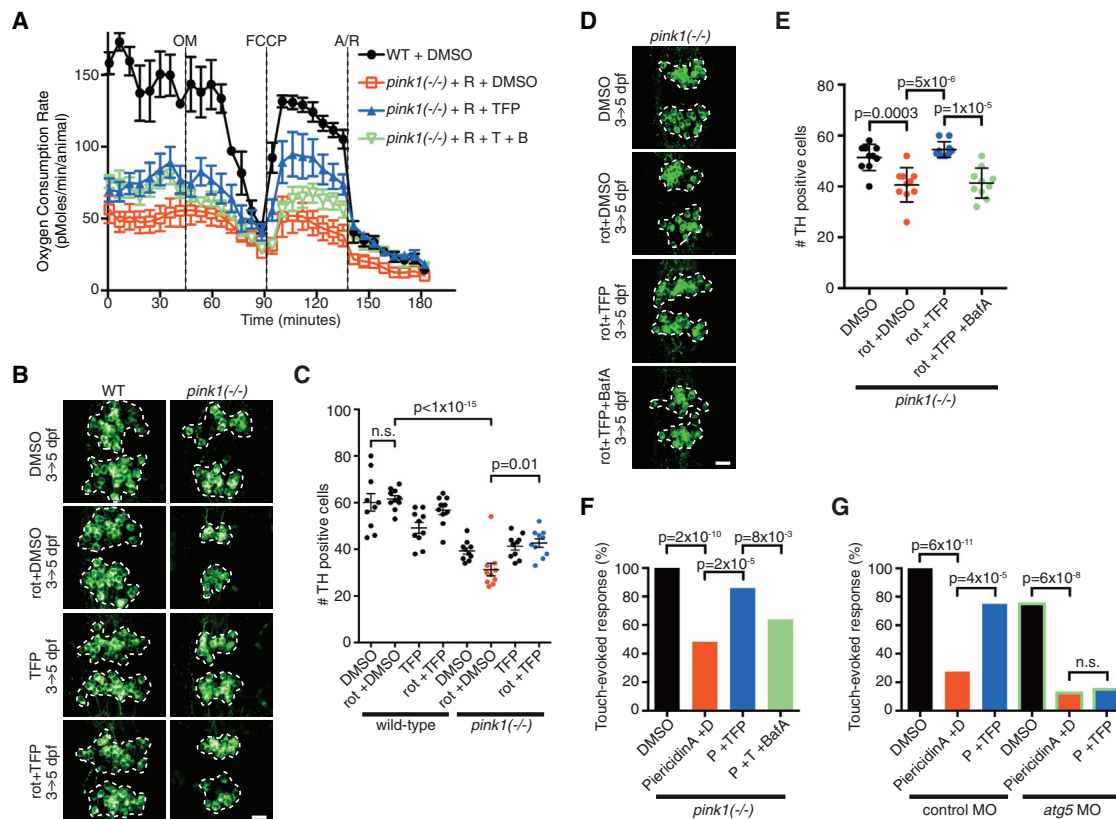 A
OM
FCCP
A/R
Oxygen Consumption Rate
(pMoles/min/animal)
150
100
50
0
0
30
60
90
120
150
180
Time (minutes)
WT + DMSO
pink1(-/-) + R + DMSO
pink1(-/-) + R + TFP
pink1(-/-) + R + T + B
B
WT
pink1(-/-)
DMSO
3→5 dpf
rot+DMSO
3→5 dpf
TFP
3→5 dpf
rot+TFP
3→5 dpf
C
# TH positive cells
100
80
60
40
20
0
n.s.
p<1x10-15
p=0.01
DMSO
rot +DMSO
TFP
rot +TFP
DMSO
rot +DMSO
TFP
rot +TFP
wild-type
pink1(-/-)
D
pink1(-/-)
DMSO
3→5 dpf
rot+DMSO
3→5 dpf
rot+TFP
3→5 dpf
rot+TFP+BafA
3→5 dpf
E
# TH positive cells
80
60
40
20
0
p=0.0003
p=5x10-6
p=1x10-5
DMSO
rot +DMSO
rot +TFP
rot +TFP +BafA
pink1(-/-)
F
Touch-evoked response (%)
100
80
60
40
20
0
p=2x10-10
p=2x10-5
p=8x10-3
DMSO
PiericidinA +D
P +TFP
P +T +BafA
pink1(-/-)
G
Touch-evoked response (%)
100
80
60
40
20
0
p=6x10-11
p=4x10-5
p=6x10-8
n.s.
DMSO
PiericidinA +D
P +TFP
DMSO
PiericidinA +D
P +TFP
control MO
atg5 MO